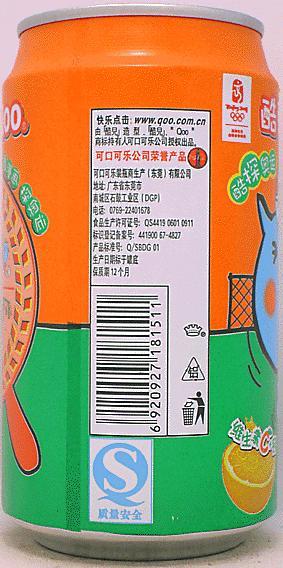 快乐点击: www.qoo.com.cn
由 "酷儿" 造型、"酷儿"、"Qoo"
商标持有人可口可乐公司授权出品。
可口可乐公司荣誉产品
可口可乐装瓶商生产(东莞)有限公司
地址: 广东省东莞市
南城区石鼓工业区 (DGP)
电话: 0769-22401678
食品生产许可证号: QS4419 0601 0911
标识登记备案号: 441900 67-4827
产品标准号: Q/SBDG 01
生产日期标于罐底
保质期12个月
6 920927 181511
质量安全
QOO
酷
酷探奥运
维生素C